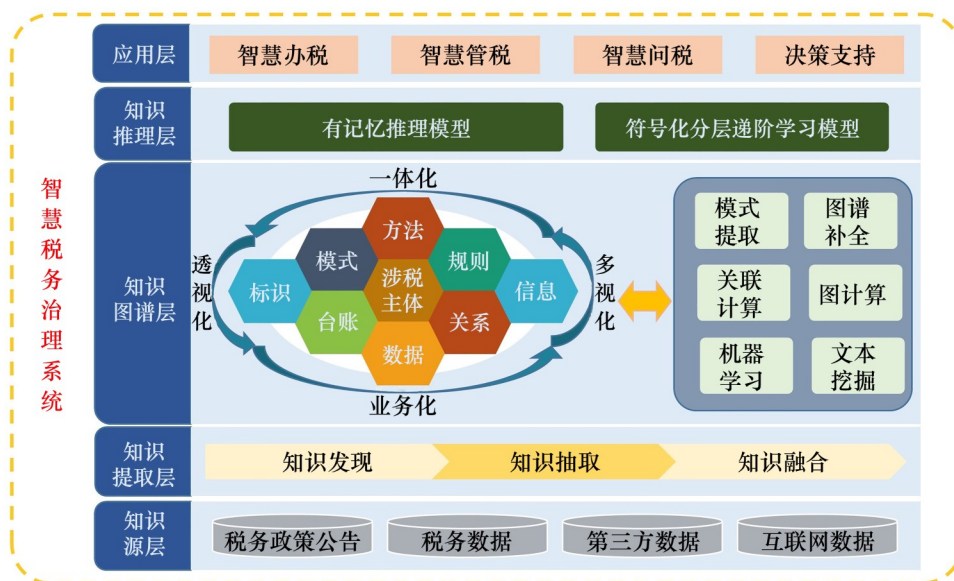 智慧税务治理系统
应用层
智慧办税
智慧管税
智慧问税
决策支持
知识
推理层
有记忆推理模型
符号化分层递阶学习模型
知识
图谱层
一体化
透视化
多视化
业务化
方法
模式
规则
标识
涉税
主体
信息
台账
关系
数据
模式
提取
图谱
补全
关联
计算
图计算
机器
学习
文本
挖掘
知识
提取层
知识发现
知识抽取
知识融合
知识
源层
税务政策公告
税务数据
第三方数据
互联网数据